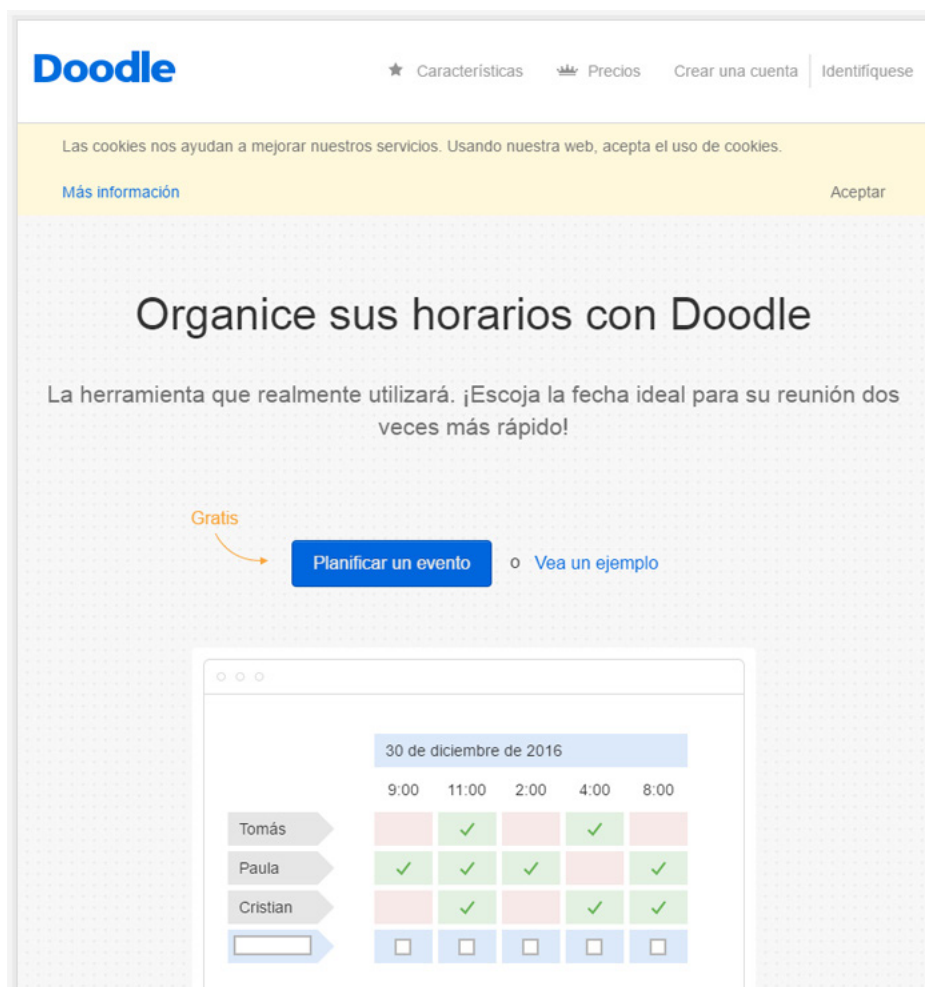 Doodle
Características Precios Crear una cuenta Identifíquese
Las cookies nos ayudan a mejorar nuestros servicios. Usando nuestra web, acepta el uso de cookies.
Más información Aceptar
Organice sus horarios con Doodle
La herramienta que realmente utilizará. ¡Escoja la fecha ideal para su reunión dos
veces más rápido!
Gratis
Planificar un evento o Vea un ejemplo
30 de diciembre de 2016
9:00 11:00 2:00 4:00 8:00
Tomás
Paula
Cristian